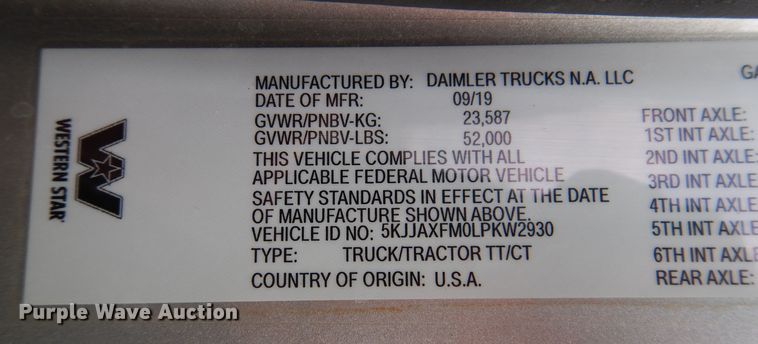 MANUFACTURED BY: DAIMLER TRUCKS N.A. LLC
DATE OF MFR: 09/19
GVWR/PNBV-KG: 23,587
GVWR/PNBV-LBS: 52,000
THIS VEHICLE COMPLIES WITH ALL
APPLICABLE FEDERAL MOTOR VEHICLE
SAFETY STANDARDS IN EFFECT AT THE DATE
OF MANUFACTURE SHOWN ABOVE.
VEHICLE ID NO: 5KJJAXFM0LPKW2930
TYPE: TRUCK/TRACTOR TT/CT
COUNTRY OF ORIGIN: U.S.A.
GA
FRONT AXLE:
1ST INT AXLE:
2ND INT AXLE:
3RD INT AXLE:
4TH INT AXLE:
5TH INT AXLE:
6TH INT AXLE:
REAR AXLE:
WESTERN STAR
Purple Wave Auction